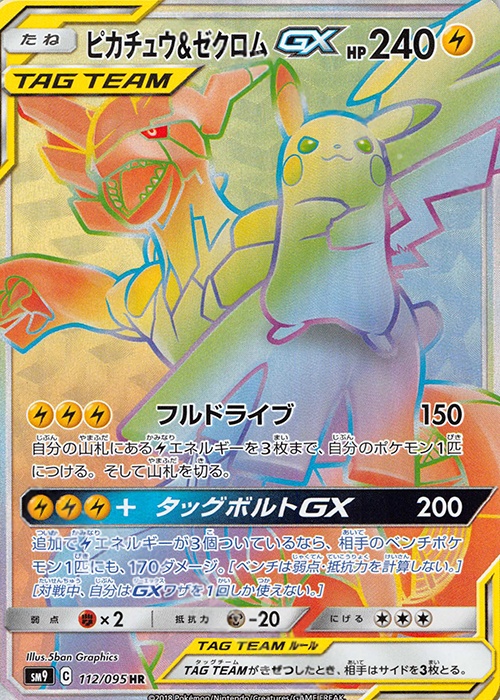 たね ピカチュウ&ゼクロムGX HP240
TAG TEAM
フルドライブ 150
自分の山札にあるエネルギーを3枚まで、自分のポケモン1匹
につける。そして山札を切る。
+ タッグボルトGX 200
追加でエネルギーが3個ついているなら、相手のベンチポケ
モン1匹にも、170ダメージ。[ベンチは弱点・抵抗力を計算しない。]
[対戦中、自分はGXワザを1回しか使えない。]
弱点 ×2 抵抗力 -20 にげる
Illus.5ban Graphics
TAG TEAM ルール
SM9 C 112/095 HR
TAG TEAMがきぜつしたとき、相手はサイドを3枚とる。
©2018 Pokémon/Nintendo/Creatures/GAME FREAK